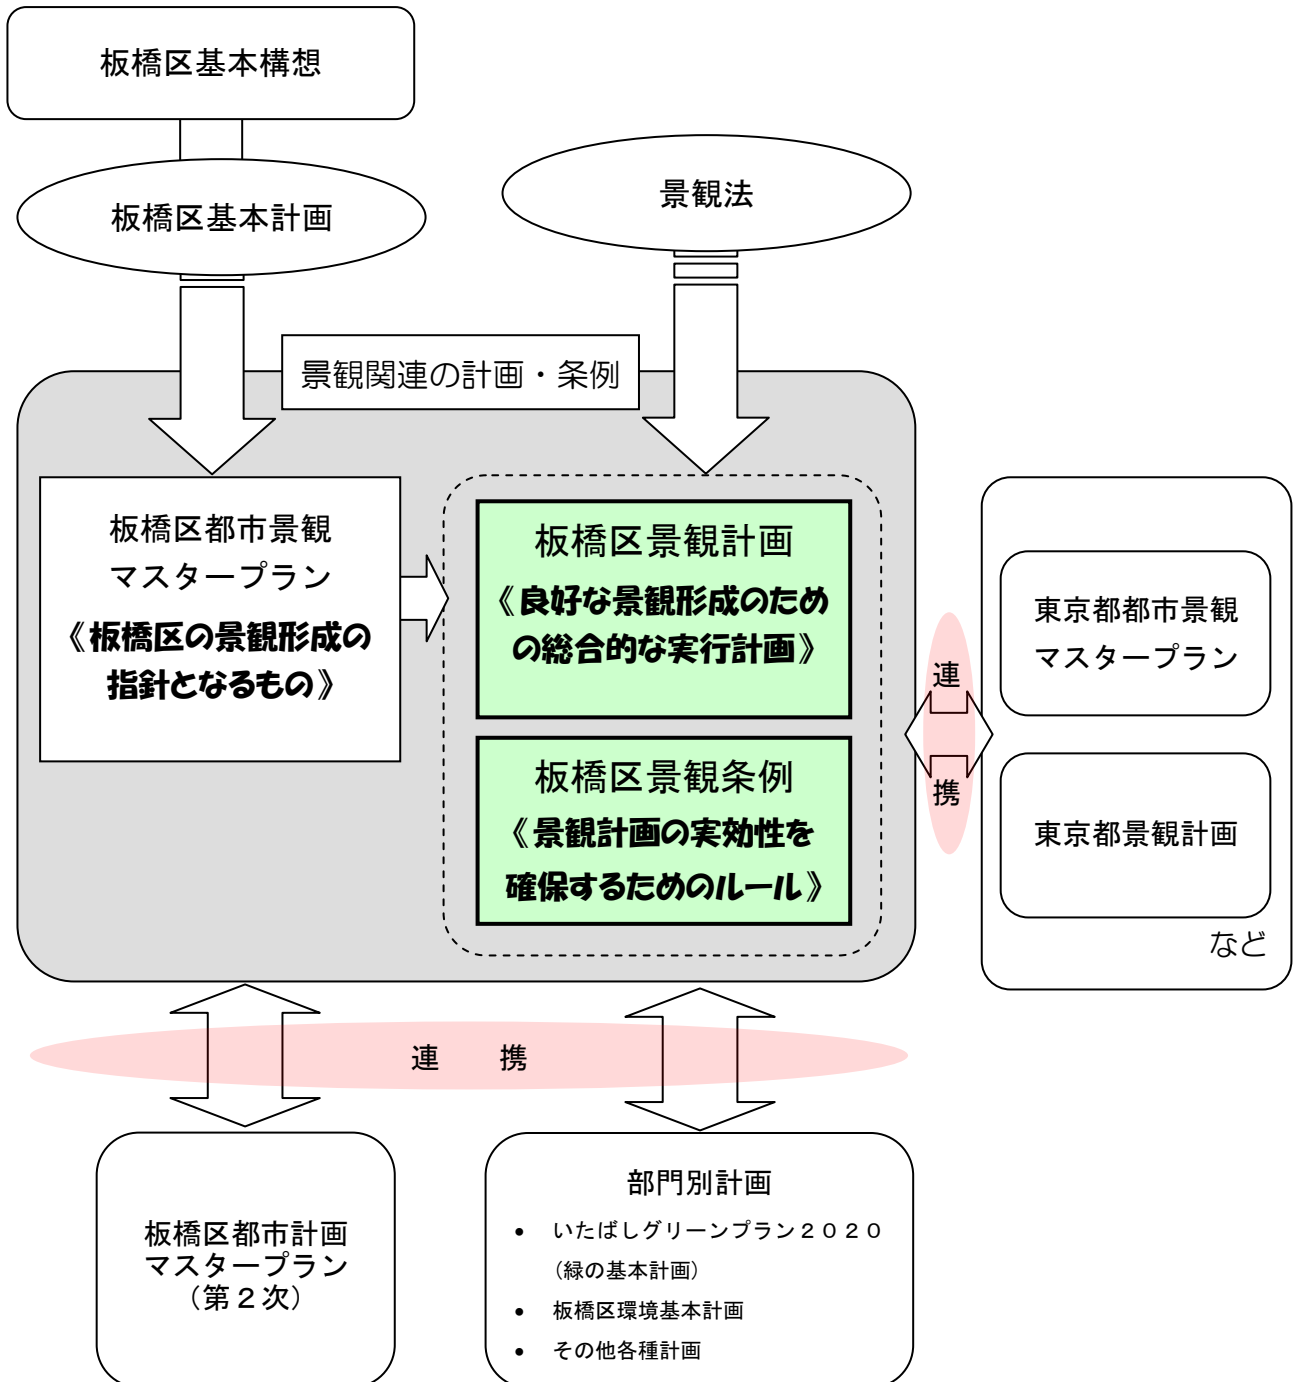 板橋区基本構想
板橋区基本計画
景観法
景観関連の計画・条例
板橋区都市景観
マスタープラン
《板橋区の景観形成の
指針となるもの》
板橋区景観計画
《良好な景観形成のため
の総合的な実行計画》
板橋区景観条例
《景観計画の実効性を
確保するためのルール》
連
携
東京都都市景観
マスタープラン
東京都景観計画
など
連　携
板橋区都市計画
マスタープラン
（第２次）
部門別計画
• いたばしグリーンプラン２０２０
（緑の基本計画）
• 板橋区環境基本計画
• その他各種計画